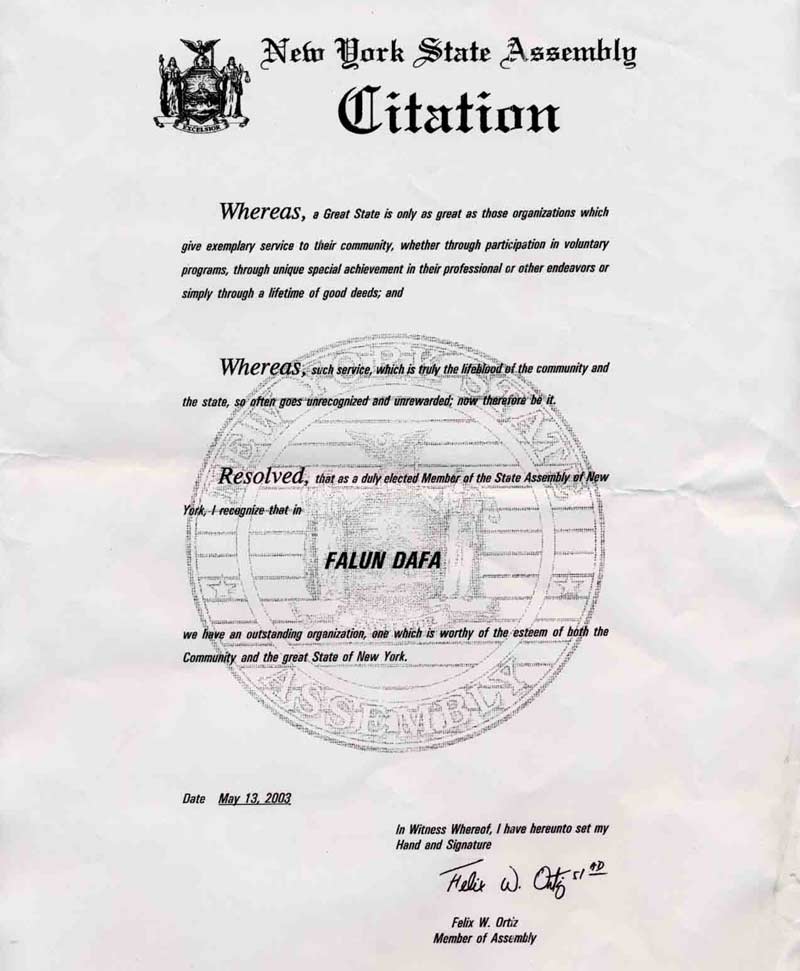 New York State Assembly
Citation
EXCELSIOR
Whereas, a Great State is only as great as those organizations which
give exemplary service to their community, whether through participation in voluntary
programs, through unique special achievement in their professional or other endeavors or
simply through a lifetime of good deeds; and
Whereas, such service, which is truly the lifeblood of the community and
the state, so often goes unrecognized and unrewarded; now therefore be it.
Resolved, that as a duly elected Member of the State Assembly of New
York, I recognize that in
FALUN DAFA
we have an outstanding organization, one which is worthy of the esteem of both the
Community and the great State of New York.
NEW YORK STATE
ASSEMBLY
Date May 13, 2003
In Witness Whereof, I have hereunto set my
Hand and Signature
Felix W. Ortiz 51 AD
Felix W. Ortiz
Member of Assembly